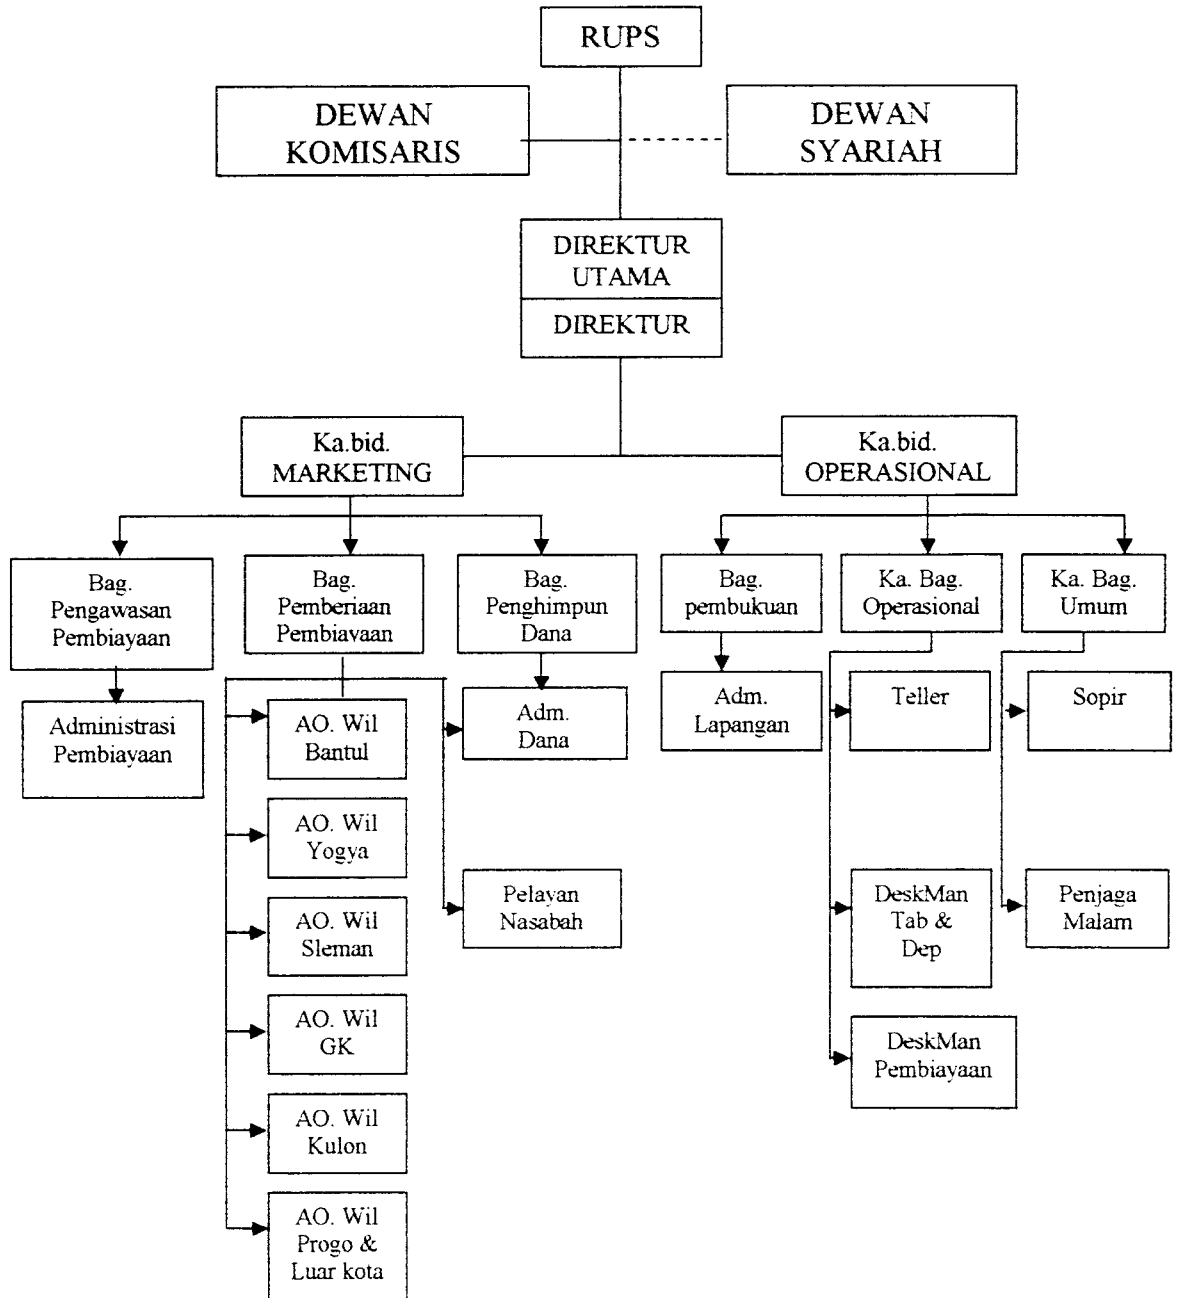 RUPS
DEWAN
KOMISARIS
DEWAN
SYARIAH
DIREKTUR
UTAMA
DIREKTUR
Ka.bid.
MARKETING
Ka.bid.
OPERASIONAL
Bag.
Pengawasan
Pembiayaan
Bag.
Pemberiaan
Pembiayaan
Bag.
Penghimpun
Dana
Bag.
pembukuan
Ka. Bag.
Operasional
Ka. Bag.
Umum
Administrasi
Pembiayaan
AO. Wil
Bantul
Adm.
Dana
Adm.
Lapangan
Teller
Sopir
AO. Wil
Yogya
AO. Wil
Sleman
Pelayan
Nasabah
DeskMan
Tab &
Dep
Penjaga
Malam
AO. Wil
GK
DeskMan
Pembiayaan
AO. Wil
Kulon
AO. Wil
Progo &
Luar kota